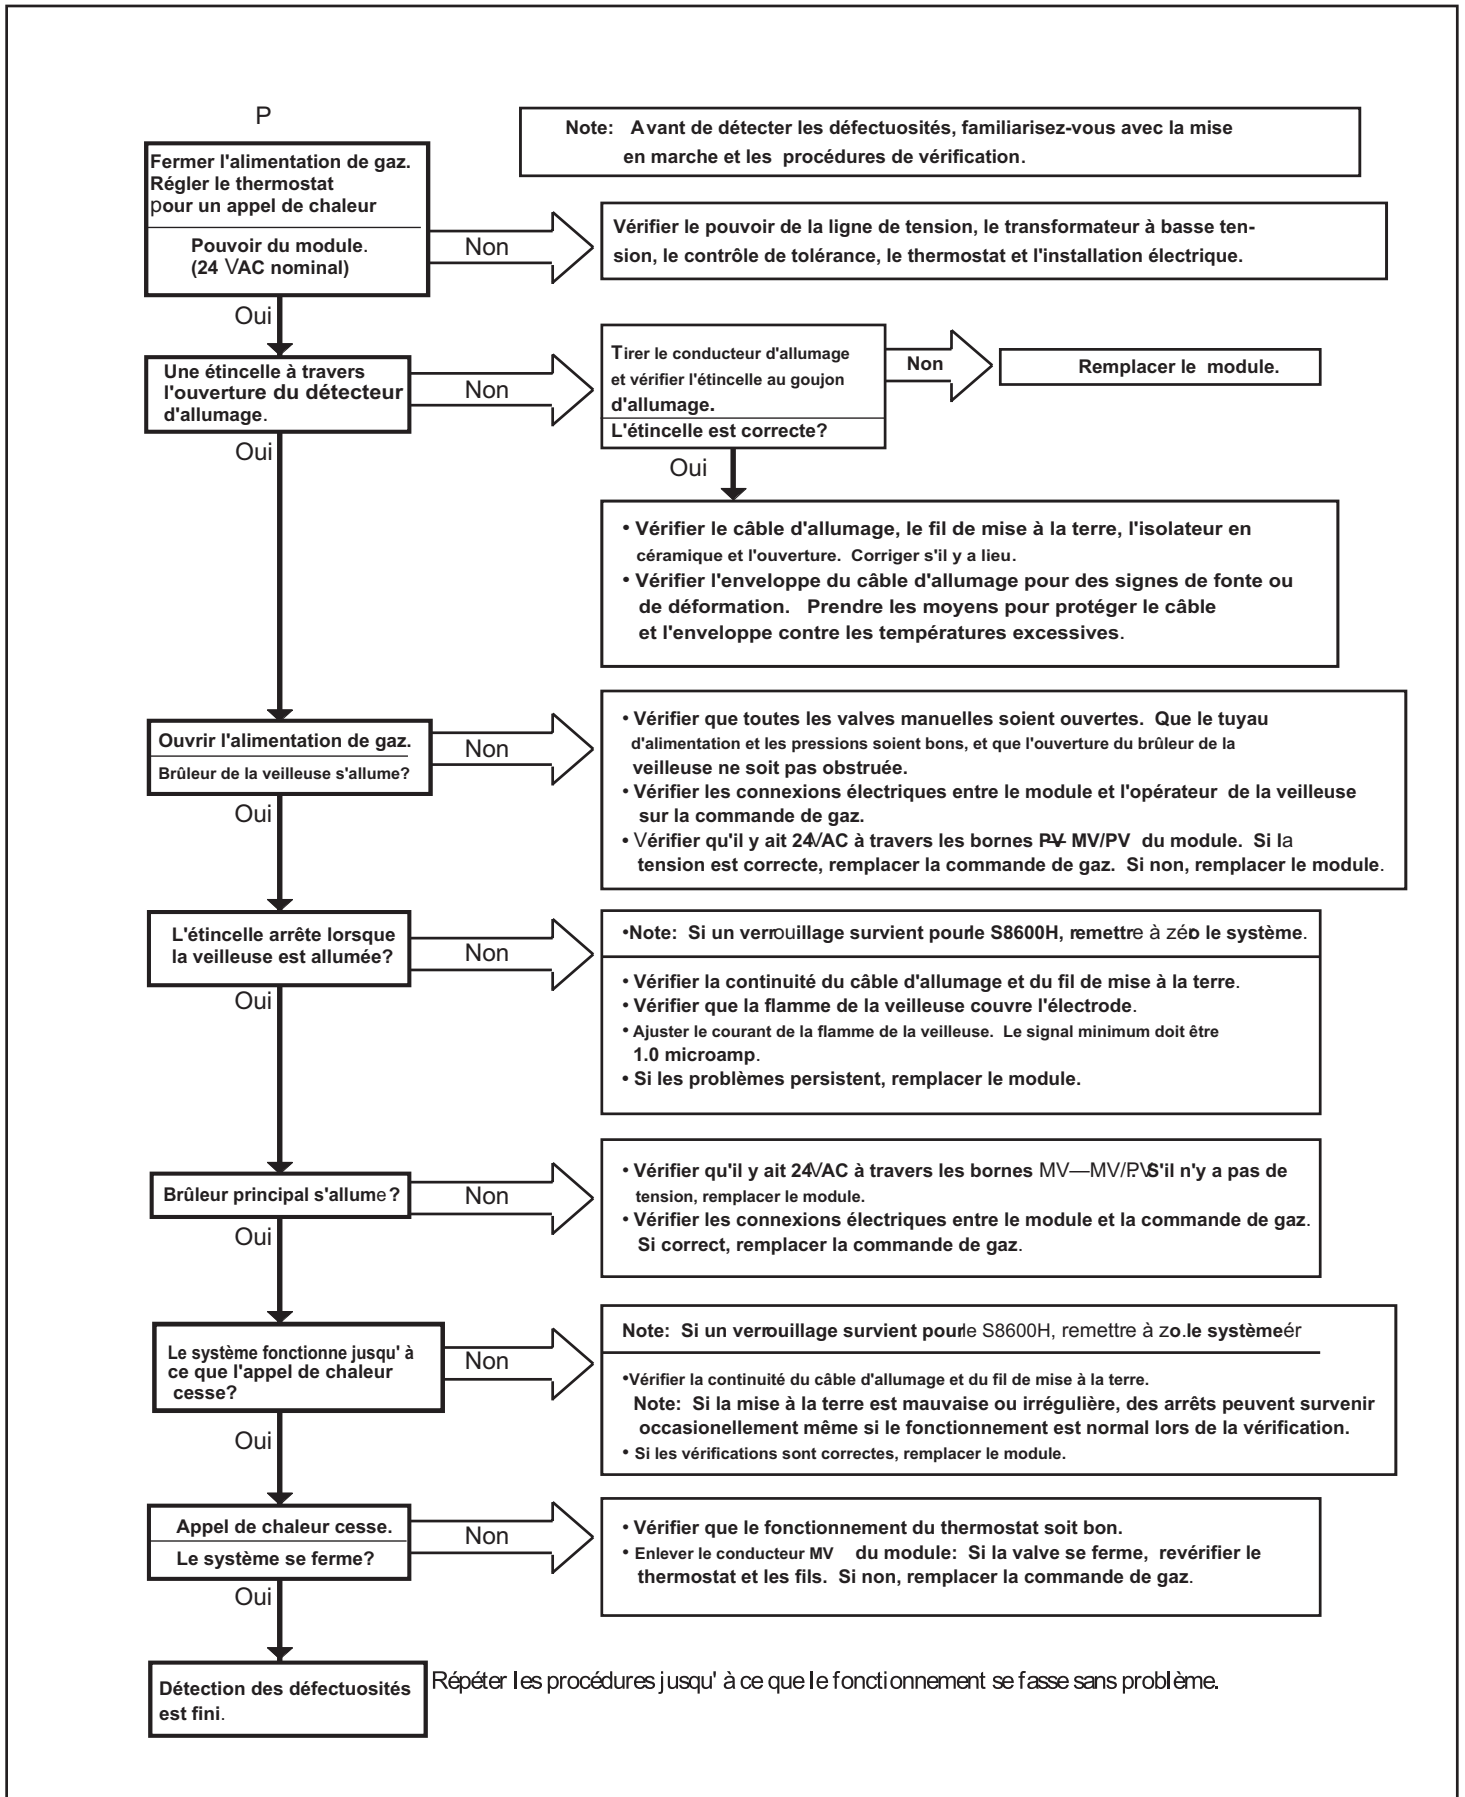 P
Note: Avant de détecter les défectuosités, familiarisez-vous avec la mise
en marche et les procédures de vérification.
Fermer l'alimentation de gaz.
Régler le thermostat
pour un appel de chaleur
Pouvoir du module.
(24 VAC nominal)
Non
Vérifier le pouvoir de la ligne de tension, le transformateur à basse ten-
sion, le contrôle de tolérance, le thermostat et l'installation électrique.
Oui
Une étincelle à travers
l'ouverture du détecteur
d'allumage.
Non
Tirer le conducteur d'allumage
et vérifier l'étincelle au goujon
d'allumage.
L'étincelle est correcte?
Non
Remplacer le module.
Oui
Oui
• Vérifier le câble d'allumage, le fil de mise à la terre, l'isolateur en
céramique et l'ouverture. Corriger s'il y a lieu.
• Vérifier l'enveloppe du câble d'allumage pour des signes de fonte ou
de déformation. Prendre les moyens pour protéger le câble
et l'enveloppe contre les températures excessives.
Ouvrir l'alimentation de gaz.
Brûleur de la veilleuse s'allume?
Non
• Vérifier que toutes les valves manuelles soient ouvertes. Que le tuyau
d'alimentation et les pressions soient bons, et que l'ouverture du brûleur de la
veilleuse ne soit pas obstruée.
• Vérifier les connexions électriques entre le module et l'opérateur de la veilleuse
sur la commande de gaz.
• Vérifier qu'il y ait 24VAC à travers les bornes PV- MV/PV du module. Si la
tension est correcte, remplacer la commande de gaz. Si non, remplacer le module.
Oui
L'étincelle arrête lorsque
la veilleuse est allumée?
Non
•Note: Si un verrouillage survient pourle S8600H, remettre à zéro le système.
• Vérifier la continuité du câble d'allumage et du fil de mise à la terre.
• Vérifier que la flamme de la veilleuse couvre l'électrode.
• Ajuster le courant de la flamme de la veilleuse. Le signal minimum doit être
1.0 microamp.
• Si les problèmes persistent, remplacer le module.
Oui
Brûleur principal s'allume?
Non
• Vérifier qu'il y ait 24VAC à travers les bornes MV—MV/PV. S'il n'y a pas de
tension, remplacer le module.
• Vérifier les connexions électriques entre le module et la commande de gaz.
Si correct, remplacer la commande de gaz.
Oui
Le système fonctionne jusqu' à
ce que l'appel de chaleur
cesse?
Non
Note: Si un verrouillage survient pourle S8600H, remettre à zo.le systèmeér
•Vérifier la continuité du câble d'allumage et du fil de mise à la terre.
Note: Si la mise à la terre est mauvaise ou irrégulière, des arrêts peuvent survenir
occasionellement même si le fonctionnement est normal lors de la vérification.
• Si les vérifications sont correctes, remplacer le module.
Oui
Appel de chaleur cesse.
Le système se ferme?
Non
• Vérifier que le fonctionnement du thermostat soit bon.
• Enlever le conducteur MV du module: Si la valve se ferme, revérifier le
thermostat et les fils. Si non, remplacer la commande de gaz.
Oui
Détection des défectuosités
est fini.
Répéter les procédures jusqu' à ce que le fonctionnement se fasse sans problème.